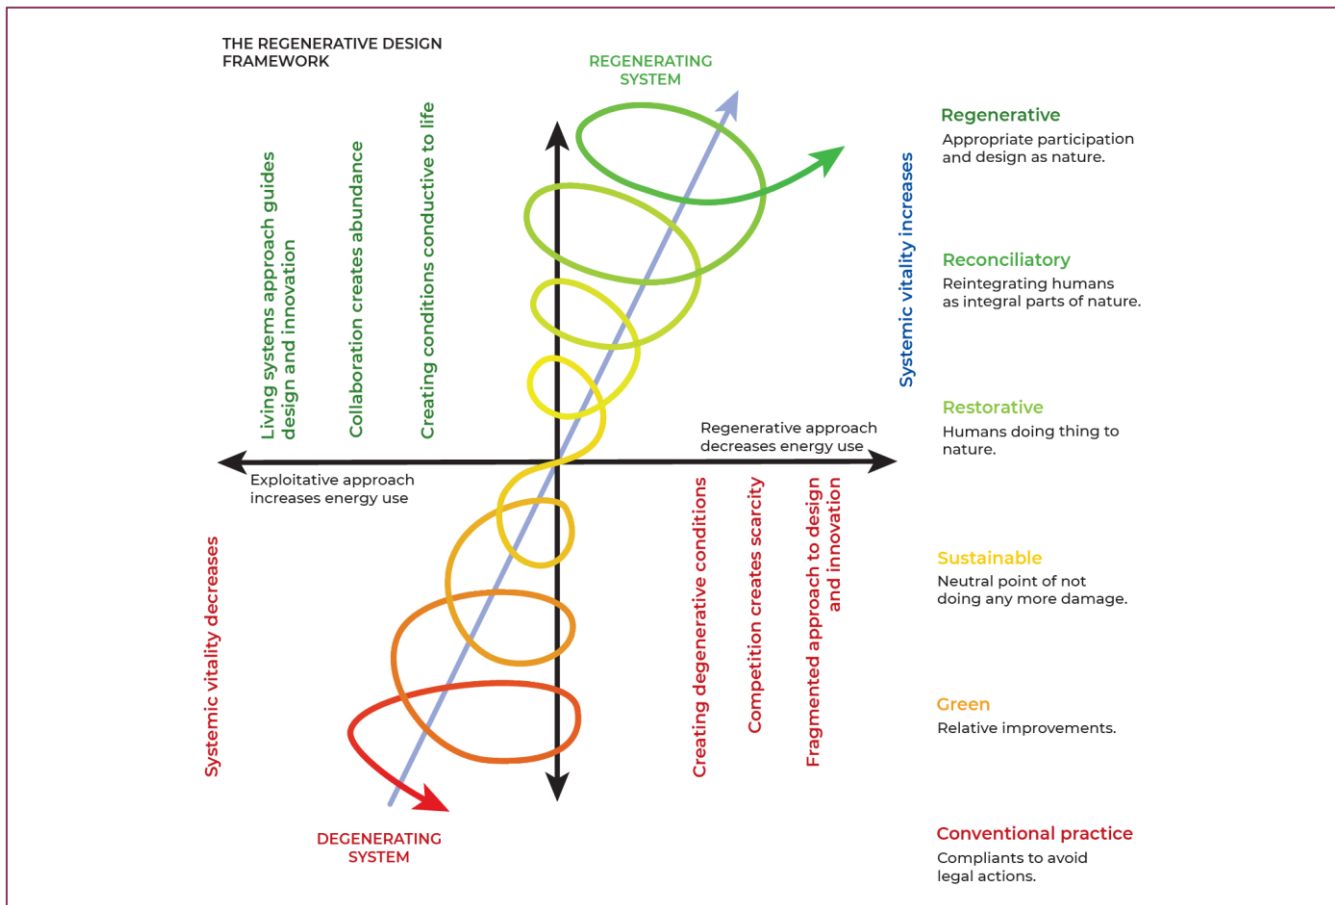 THE REGENERATIVE DESIGN
FRAMEWORK
REGENERATING
SYSTEM
Living systems approach guides
design and innovation
Collaboration creates abundance
Creating conditions conductive to life
Systemic vitality increases
Regenerative approach
decreases energy use
Exploitative approach
increases energy use
Systemic vitality decreases
Creating degenerative conditions
Competition creates scarcity
Fragmented approach to design
and innovation
DEGENERATING
SYSTEM
Regenerative
Appropriate participation
and design as nature.
Reconciliatory
Reintegrating humans
as integral parts of nature.
Restorative
Humans doing thing to
nature.
Sustainable
Neutral point of not
doing any more damage.
Green
Relative improvements.
Conventional practice
Compliants to avoid
legal actions.